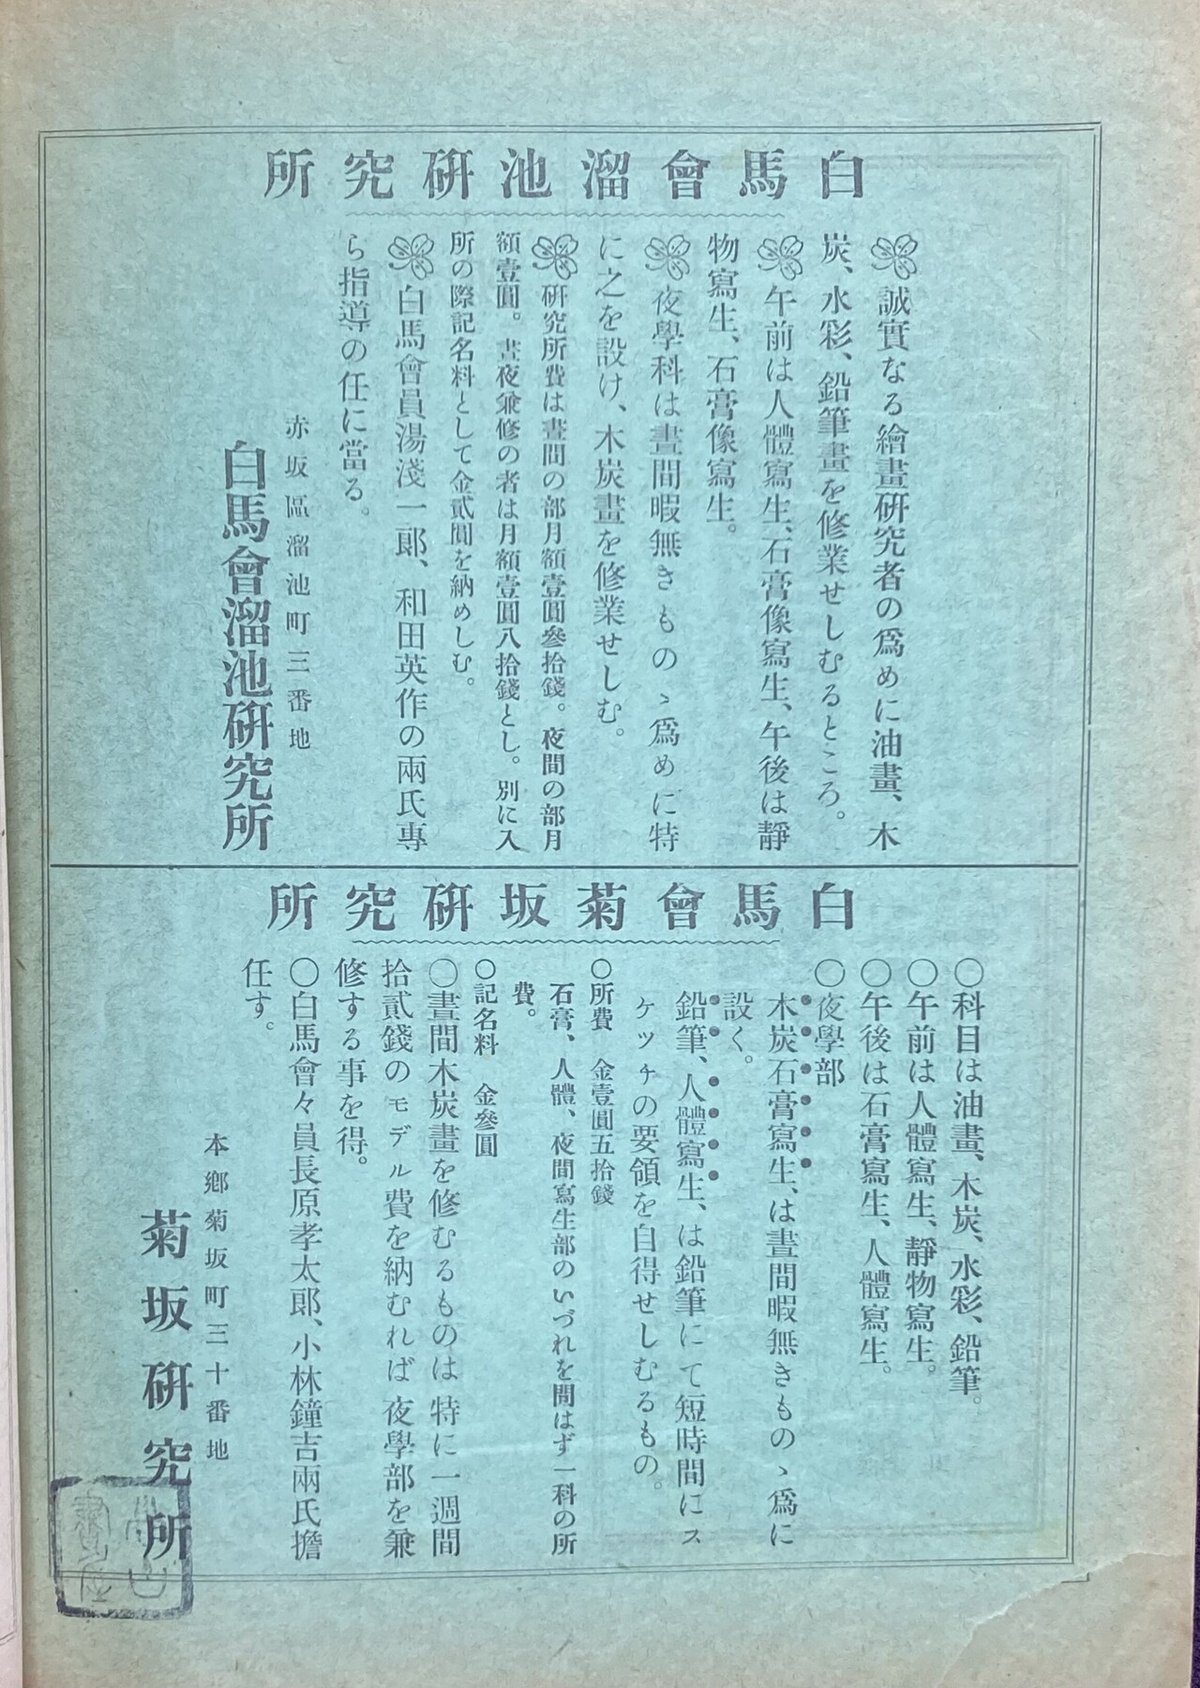 白馬會溜池研究所
誠實なる繪畫研究者の爲めに油畫、木
炭、水彩、鉛筆畫を修業せしむるところ。
午前は人體寫生、石膏像寫生、午後は靜
物寫生、石膏像寫生。
夜學科は晝間暇無きものゝ爲めに特
に之を設け、木炭畫を修業せしむ。
研究所費は晝間の部月額壹圓參拾錢。夜間の部月
額壹圓。晝夜兼修の者は月額壹圓八拾錢とし。別に入
所の際記名料として金貳圓を納めしむ。
白馬會員湯淺一郞、和田英作の兩氏專
ら指導の任に當る。
赤坂區溜池町三番地
白馬會溜池研究所
白馬會菊坂研究所
○科目は油畫、木炭、水彩、鉛筆。
○午前は人體寫生、靜物寫生。
○午後は石膏寫生、人體寫生。
○夜學部
木炭石膏寫生、は晝間暇無きものゝ爲に
設く。
鉛筆、人體寫生、は鉛筆にて短時間にス
ケッチの要領を自得せしむるもの。
○所費　金壹圓五拾錢
石膏、人體、夜間寫生部のいづれを問はず一科の所
費。
○記名料　金參圓
○晝間木炭畫を修むるものは特に一週間
拾貳錢のモデル費を納むれば夜學部を兼
修する事を得。
○白馬會々員長原孝太郞、小林鐘吉兩氏擔
任す。
本鄕菊坂町三十番地
菊坂研究所